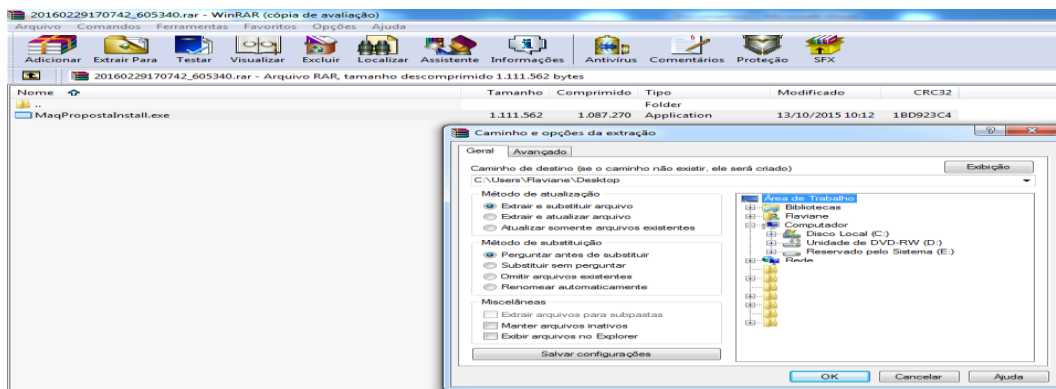 20160229170742_605340.rar - WinRAR (cópia de avaliação)
Arquivo Comandos Ferramentas Favoritos Opções Ajuda
Adicionar Extrair Para Testar Visualizar Excluir Localizar Assistente Informações Antivírus Comentários Proteção SFX
20160229170742_605340.rar - Arquivo RAR, tamanho descomprimido 1.111.562 bytes
Nome Tamanho Comprimido Tipo Modificado CRC32
.. Folder
MaqPropostaInstall.exe 1.111.562 1.087.270 Application 13/10/2015 10:12 1BD923C4
Caminho e opções da extração
Geral Avançado
Caminho de destino (se o caminho não existir, ele será criado) Exibição
C:\Users\Flaviane\Desktop
Método de atualização
Extrair e substituir arquivo
Extrair e atualizar arquivo
Atualizar somente arquivos existentes
Método de substituição
Perguntar antes de substituir
Substituir sem perguntar
Omitir arquivos existentes
Renomear automaticamente
Miscelâneas
Extrair arquivos para subpastas
Manter arquivos inativos
Exibir arquivos no Explorer
Salvar configurações
Área de Trabalho
Bibliotecas
Flaviane
Computador
Disco Local (C:)
Unidade de DVD-RW (D:)
Reservado pelo Sistema (E:)
Rede
OK Cancelar Ajuda